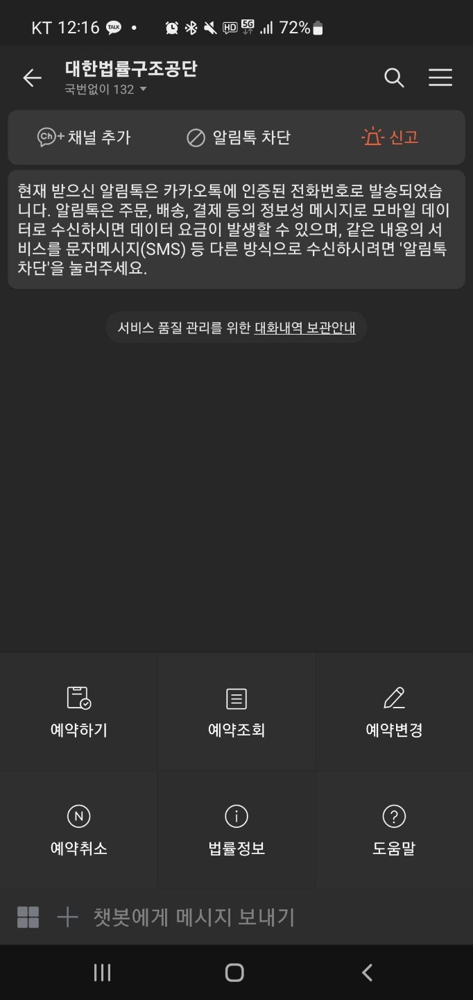 KT 12:16 TALK HD 5G 72%
대한법률구조공단
국번없이 132
Ch+ 채널 추가 알림톡 차단 신고
현재 받으신 알림톡은 카카오톡에 인증된 전화번호로 발송되었습
니다. 알림톡은 주문, 배송, 결제 등의 정보성 메시지로 모바일 데이
터로 수신하시면 데이터 요금이 발생할 수 있으며, 같은 내용의 서
비스를 문자메시지(SMS) 등 다른 방식으로 수신하시려면 '알림톡
차단'을 눌러주세요.
서비스 품질 관리를 위한 대화내역 보관안내
예약하기 예약조회 예약변경
N
예약취소 법률정보 도움말
챗봇에게 메시지 보내기